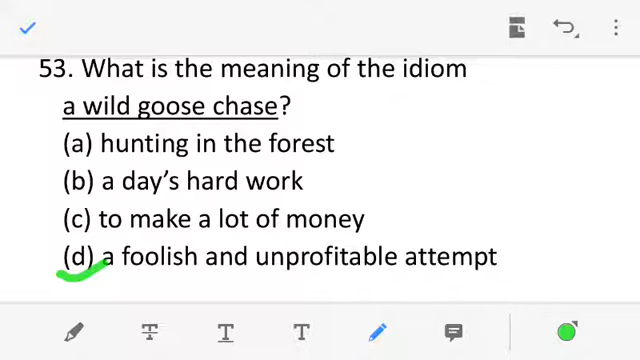 53. What is the meaning of the idiom
a wild goose chase?
(a) hunting in the forest
(b) a day’s hard work
(c) to make a lot of money
(d) a foolish and unprofitable attempt
T T T